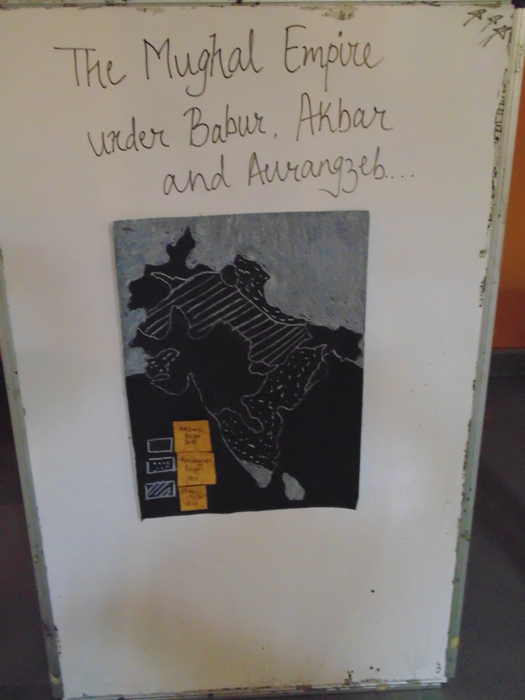 The Mughal Empire
under Babur, Akbar
and Aurangzeb....